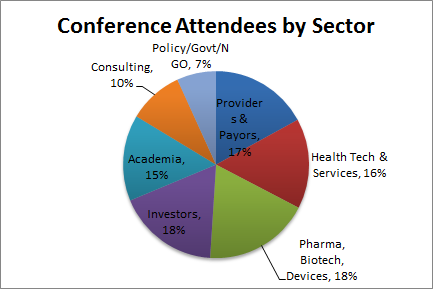 Conference Attendees by Sector
Policy/Govt/N
GO, 7%
Consulting,
10%
Provider
s &
Payors,
17%
Health Tech &
Services, 16%
Academia,
15%
Investors,
18%
Pharma,
Biotech,
Devices, 18%